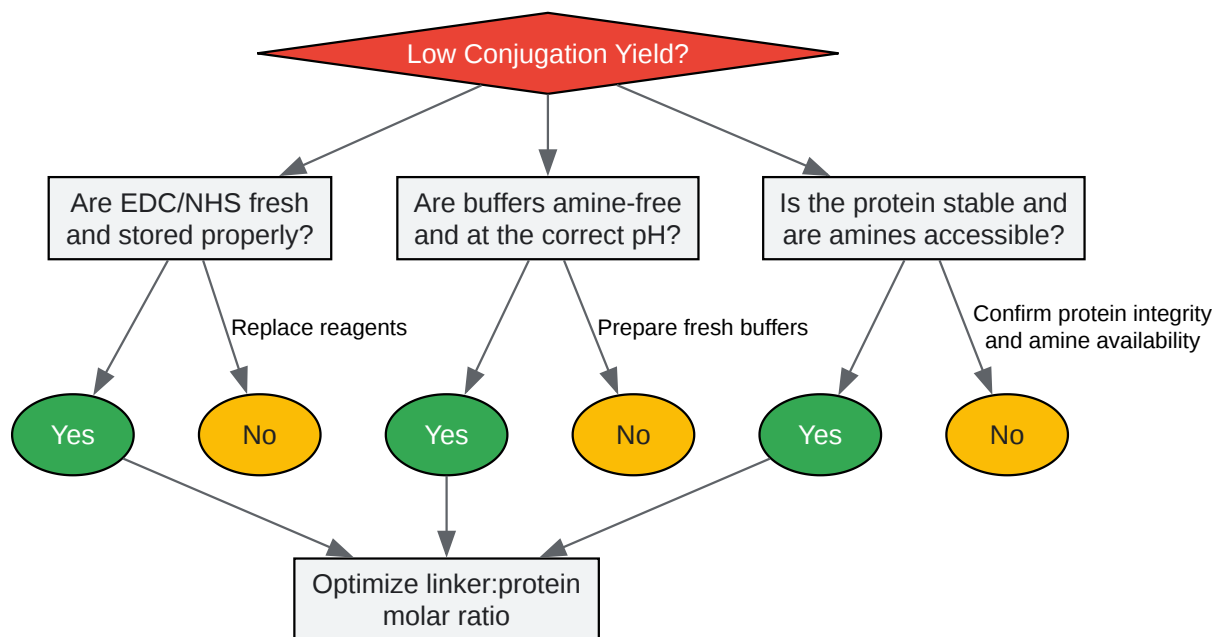 Low Conjugation Yield?
Are EDC/NHS fresh
and stored properly?
Are buffers amine-free
and at the correct pH?
Is the protein stable and
are amines accessible?
Replace reagents
Prepare fresh buffers
Confirm protein integrity
and amine availability
Yes
No
Yes
No
Yes
No
Optimize linker:protein
molar ratio